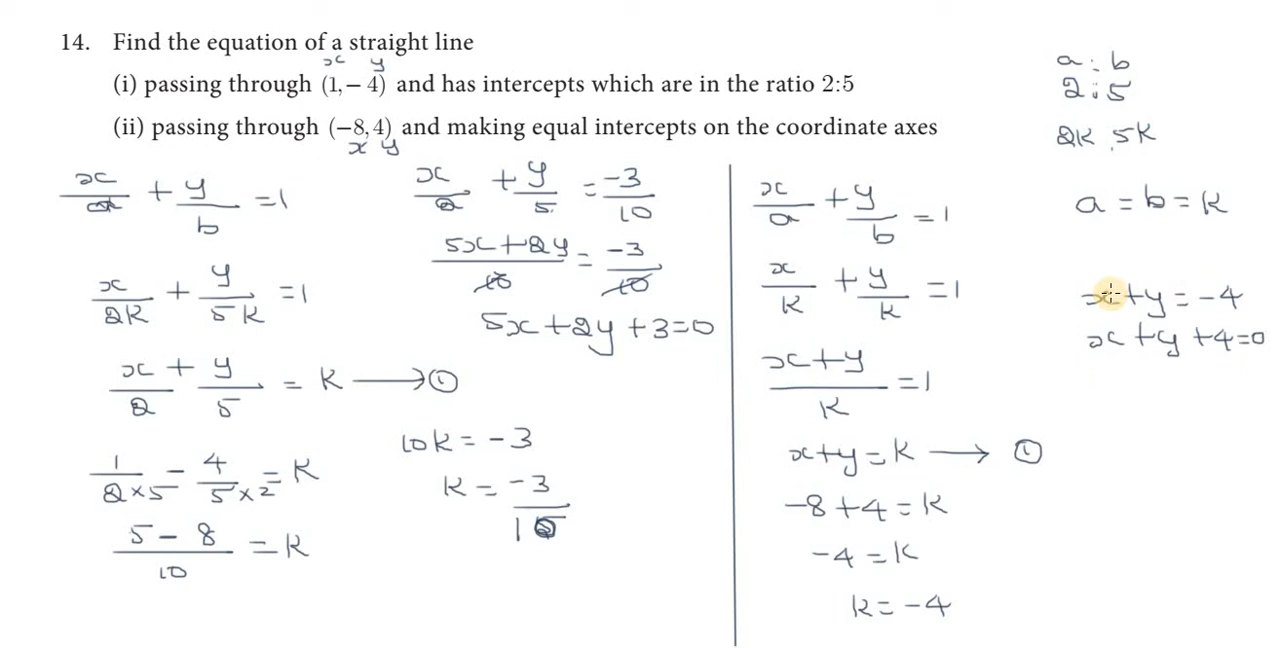 14. Find the equation of a straight line
x y
(i) passing through (1, − 4) and has intercepts which are in the ratio 2:5
(ii) passing through (−8, 4) and making equal intercepts on the coordinate axes
x y
a : b
2 : 5
2k, 5k
x/a + y/b = 1
x/2k + y/5k = 1
x/2 + y/5 = k ⟶ ①
1/2×5 − 4/5×2 = k
5 − 8/10 = k
10k = −3
k = −3/10
x/2 + y/5 = −3/10
5x + 2y/10 = −3/10
5x + 2y + 3 = 0
x/a + y/b = 1
a = b = k
x/k + y/k = 1
x + y/k = 1
x + y = k ⟶ ①
−8 + 4 = k
−4 = k
k = −4
x + y = −4
x + y + 4 = 0